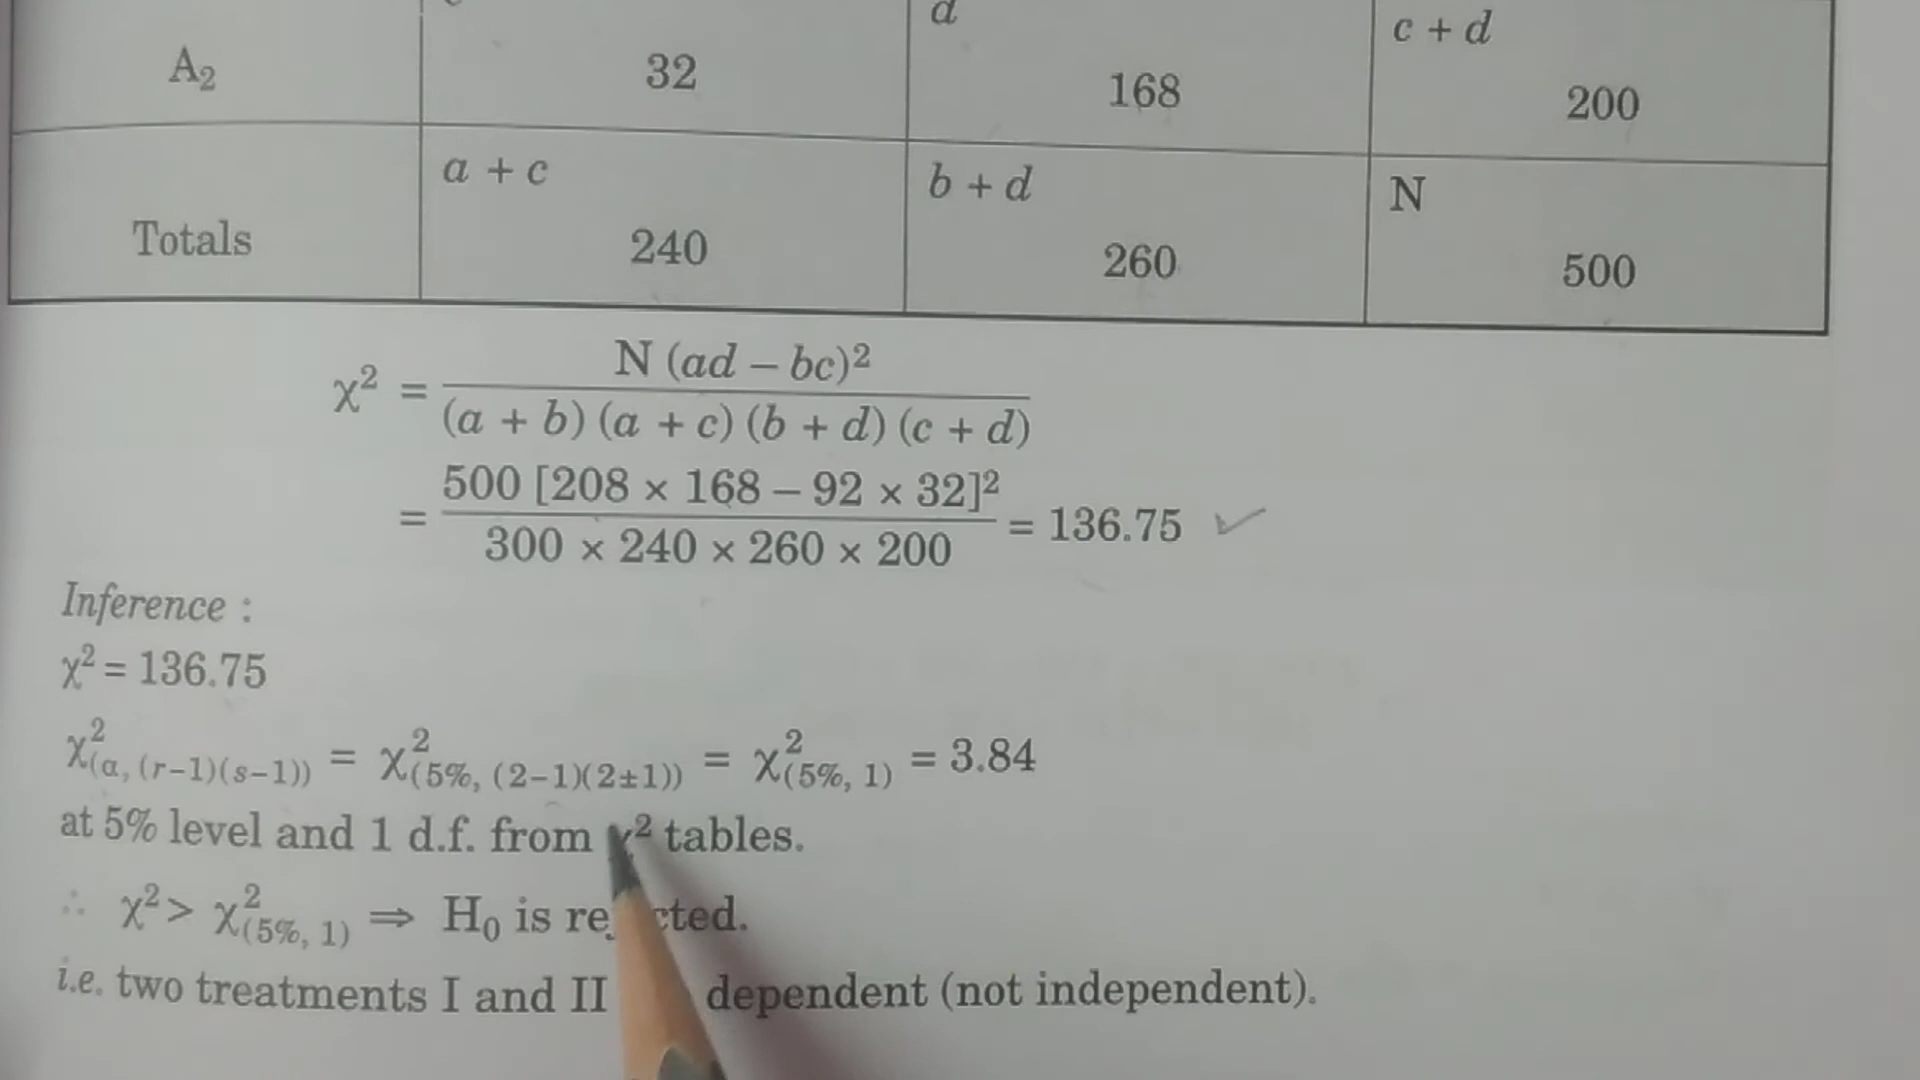 d c + d
A₂ 32 168 200
a + c b + d N
Totals 240 260 500
χ² = N (ad – bc)² / (a + b) (a + c) (b + d) (c + d)
= 500 [208 × 168 – 92 × 32]² / 300 × 240 × 260 × 200 = 136.75 ✓
Inference :
χ² = 136.75
χ²(α, (r–1)(s–1)) = χ²(5%, (2–1)(2±1)) = χ²(5%, 1) = 3.84
at 5% level and 1 d.f. from χ² tables.
∴ χ² > χ²(5%, 1) ⇒ H₀ is
i.e. two treatments I and II dependent (not independent).